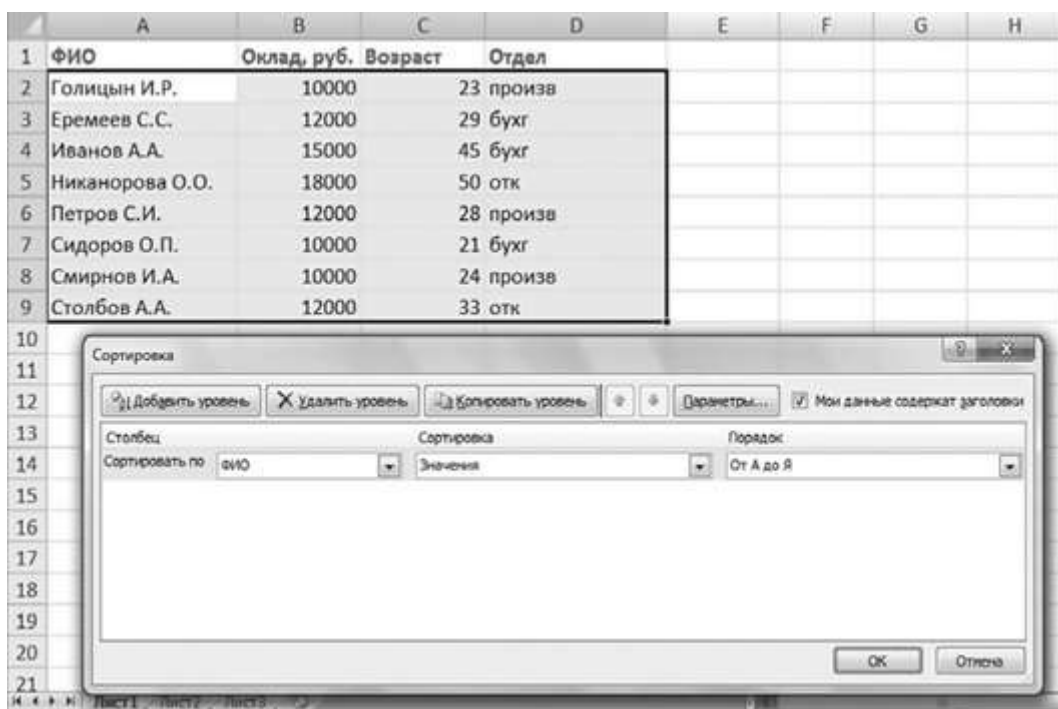 A B C D E F G H
1 ФИО Оклад, руб. Возраст Отдел
2 Голицын И.Р. 10000 23 произв
3 Еремеев С.С. 12000 29 бухг
4 Иванов А.А. 15000 45 бухг
5 Никанорова О.О. 18000 50 отк
6 Петров С.И. 12000 28 произв
7 Сидоров О.П. 10000 21 бухг
8 Смирнов И.А. 10000 24 произв
9 Столбов А.А. 12000 33 отк
10
Сортировка
11
12 Добавить уровень Удалить уровень Копировать уровень Параметры... Мои данные содержат заголовки
13 Столбец Сортировка Порядок
14 Сортировать по ФИО Значения От А до Я
15
16
17
18
19
20 ОК Отмена
21
Лист1 Лист2 Лист3